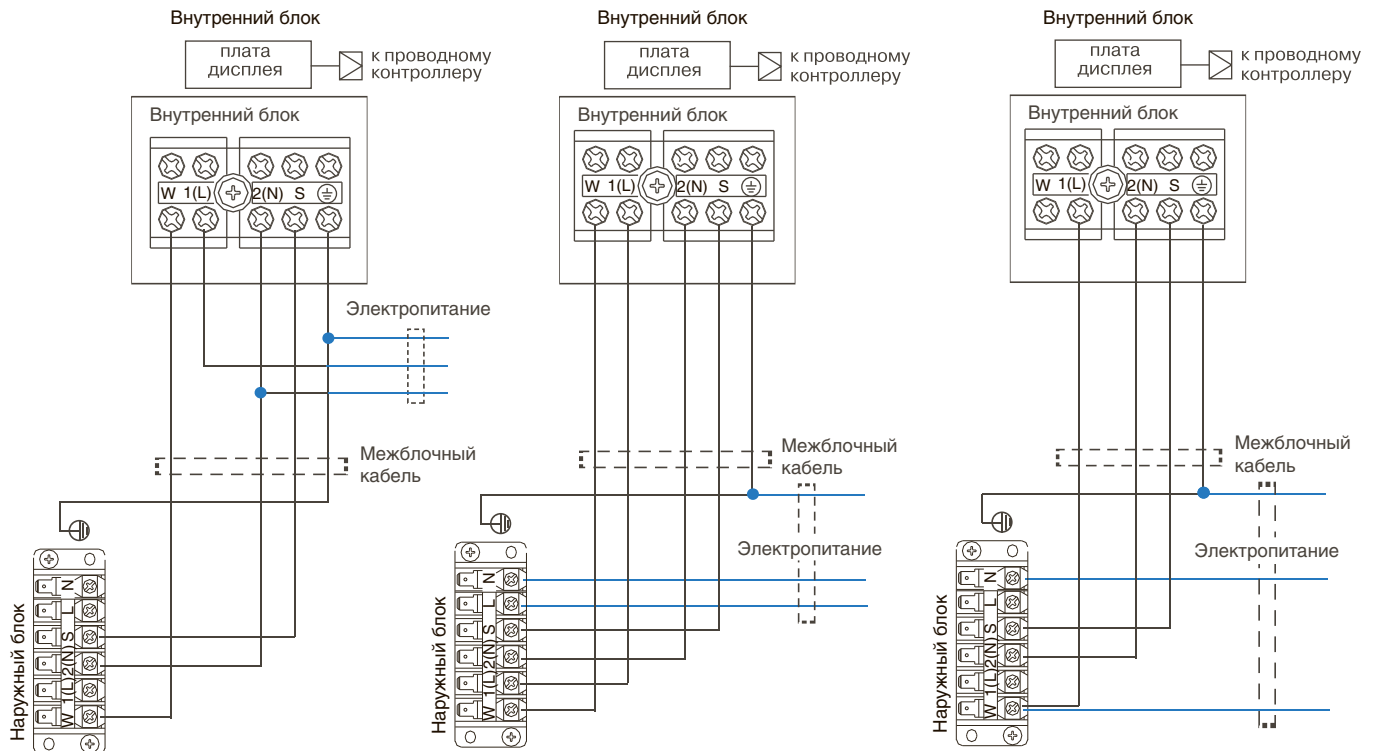 Внутренний блок
плата
дисплея
к проводному
контроллеру
Внутренний блок
W 1(L) 2(N) S
Электропитание
Межблочный
кабель
Наружный блок
N
L
S
2(N)
1(L)
W
Внутренний блок
плата
дисплея
к проводному
контроллеру
Внутренний блок
W 1(L) 2(N) S
Межблочный
кабель
Электропитание
Наружный блок
N
L
S
2(N)
1(L)
W
Внутренний блок
плата
дисплея
к проводному
контроллеру
Внутренний блок
W 1(L) 2(N) S
Межблочный
кабель
Электропитание
Наружный блок
N
L
S
2(N)
1(L)
W